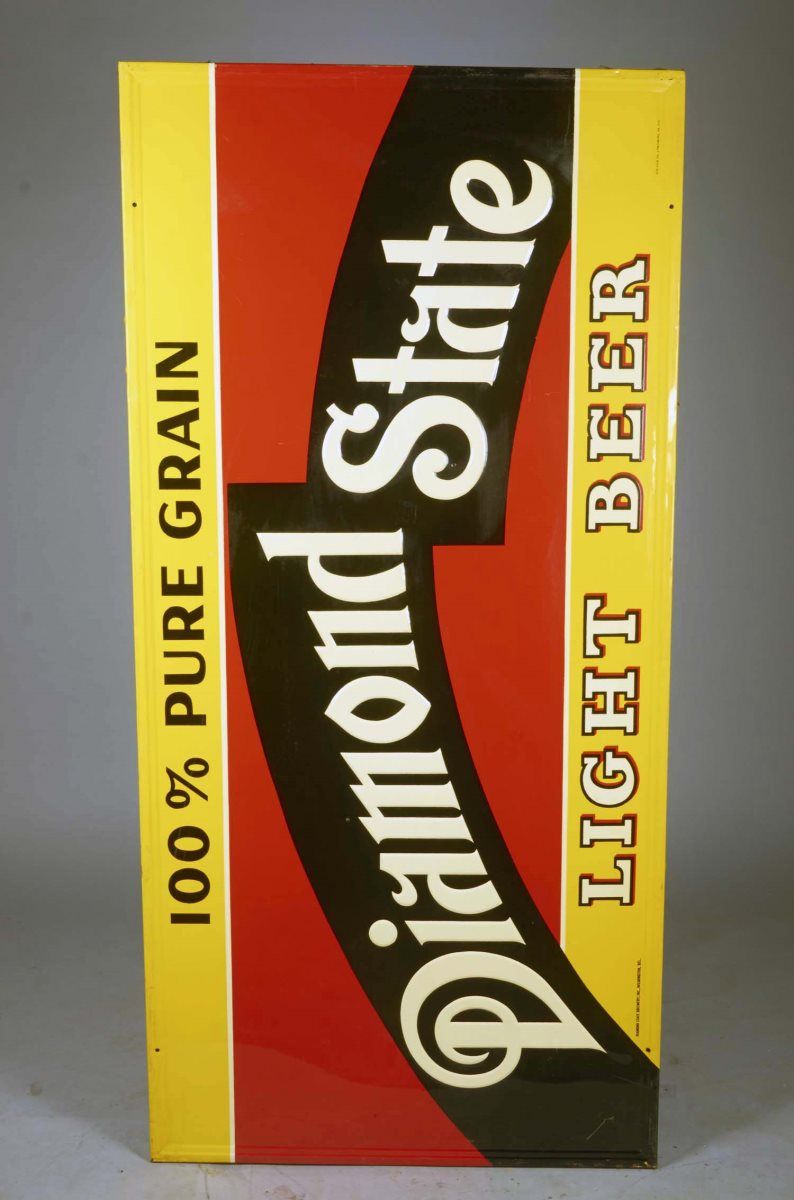 100% PURE GRAIN
Diamond State
LIGHT BEER